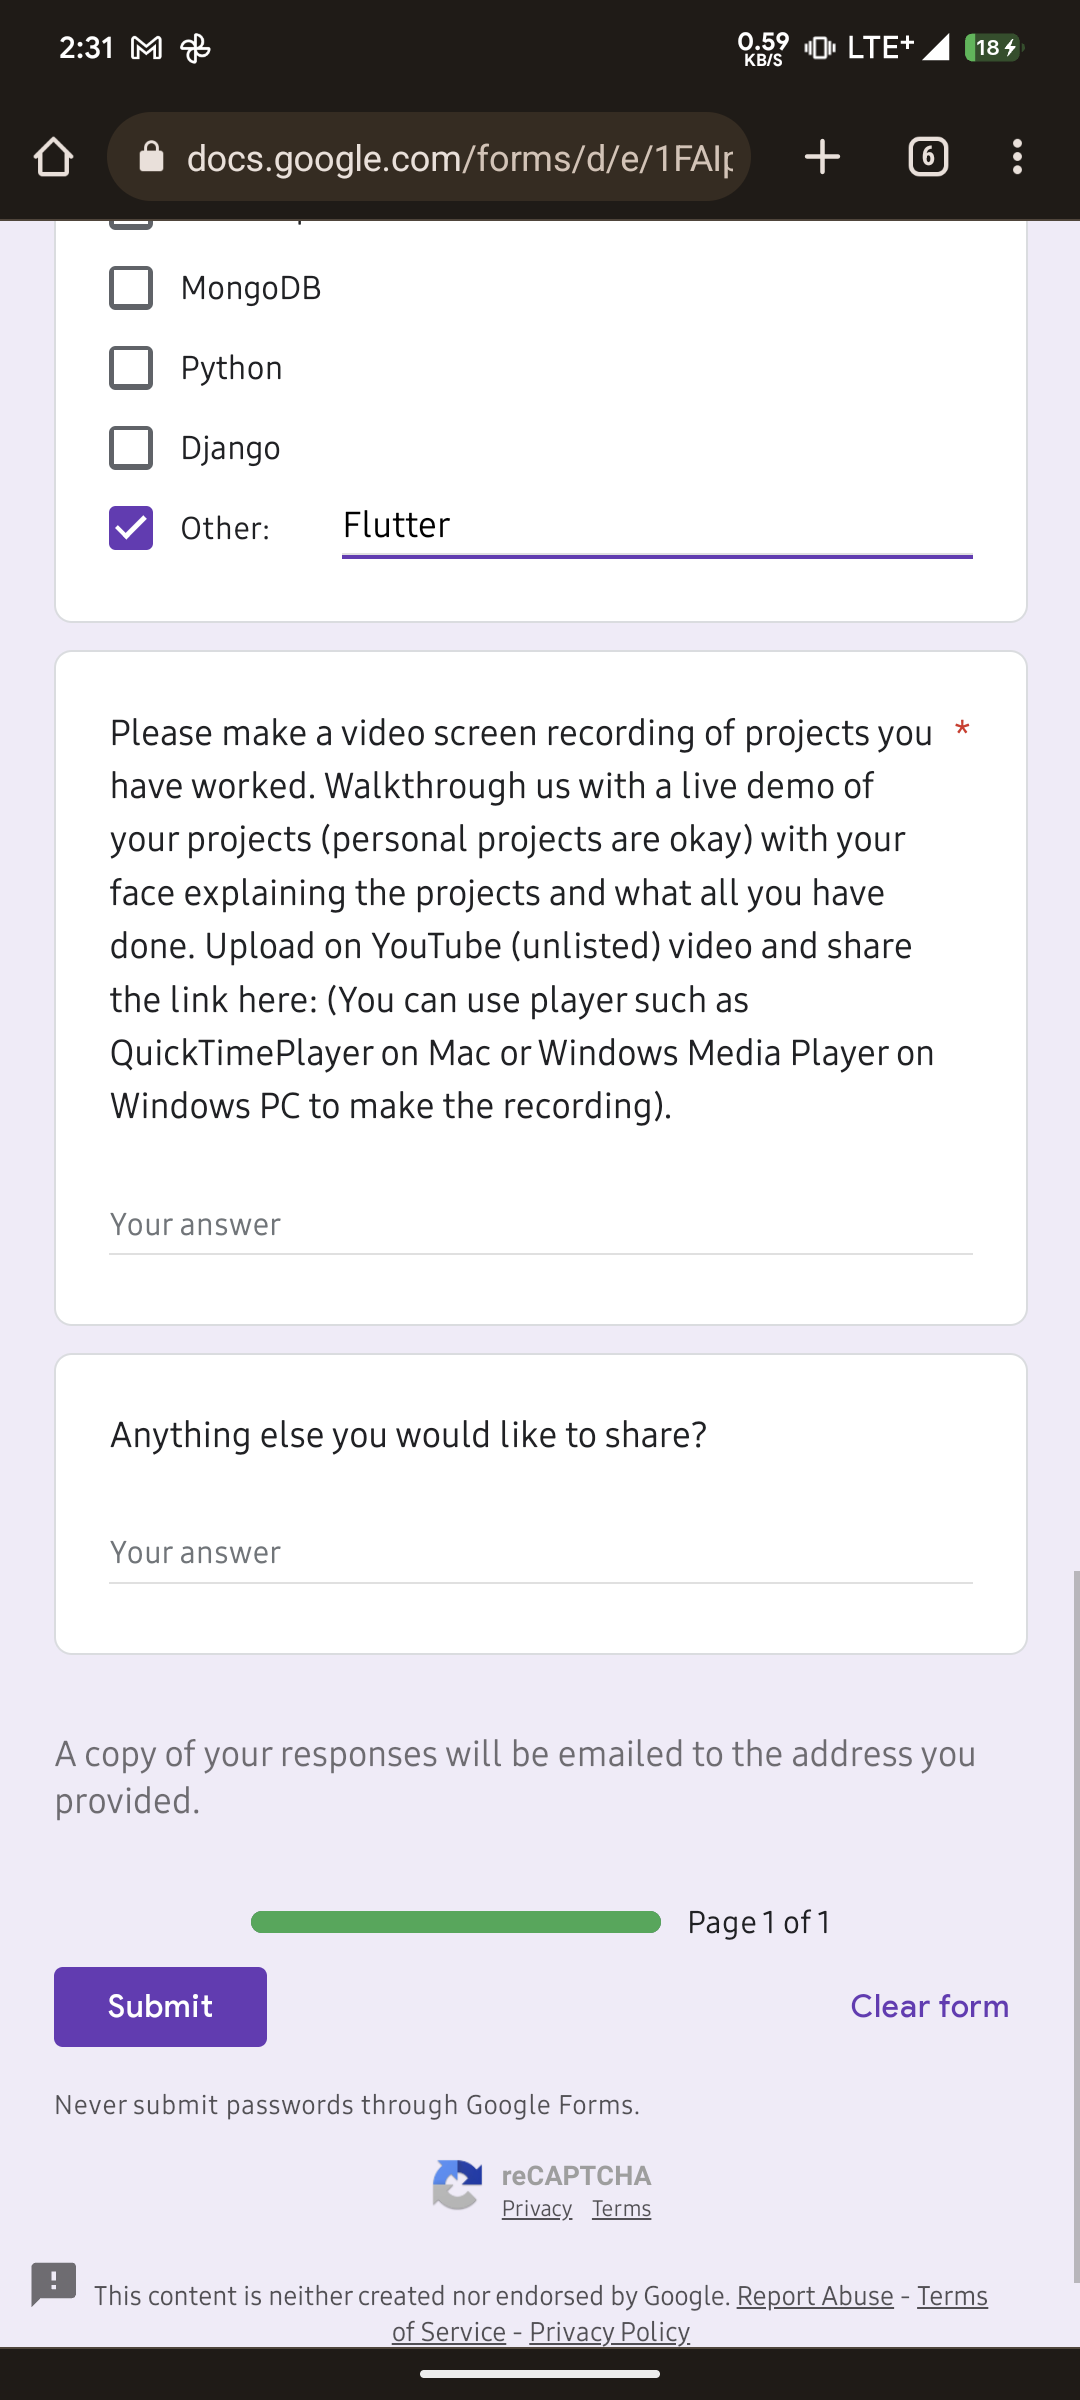 2:31
0.59
KB/S
LTE+
18
docs.google.com/forms/d/e/1FAIp
6
MongoDB
Python
Django
Other:
Flutter
Please make a video screen recording of projects you *
have worked. Walkthrough us with a live demo of
your projects (personal projects are okay) with your
face explaining the projects and what all you have
done. Upload on YouTube (unlisted) video and share
the link here: (You can use player such as
QuickTimePlayer on Mac or Windows Media Player on
Windows PC to make the recording).
Your answer
Anything else you would like to share?
Your answer
A copy of your responses will be emailed to the address you
provided.
Page 1 of 1
Submit
Clear form
Never submit passwords through Google Forms.
reCAPTCHA
Privacy Terms
This content is neither created nor endorsed by Google. Report Abuse - Terms
of Service - Privacy Policy